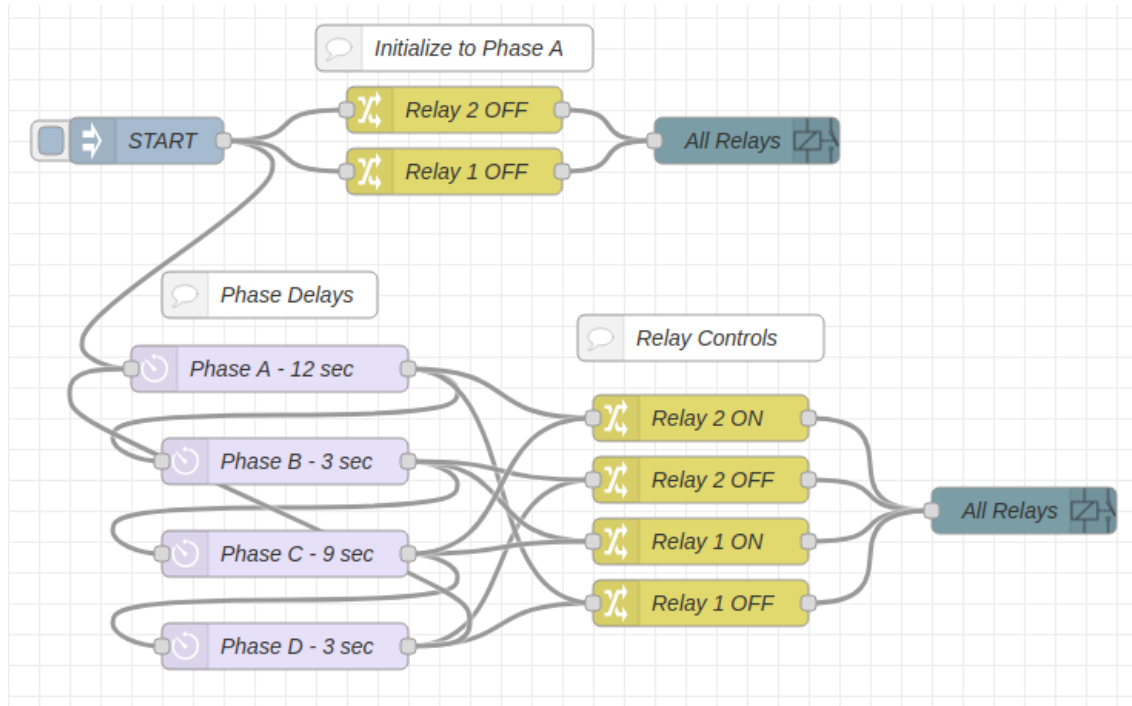 Initialize to Phase A
Relay 2 OFF
START
All Relays
Relay 1 OFF
Phase Delays
Relay Controls
Phase A - 12 sec
Relay 2 ON
Phase B - 3 sec
Relay 2 OFF
All Relays
Relay 1 ON
Phase C - 9 sec
Relay 1 OFF
Phase D - 3 sec